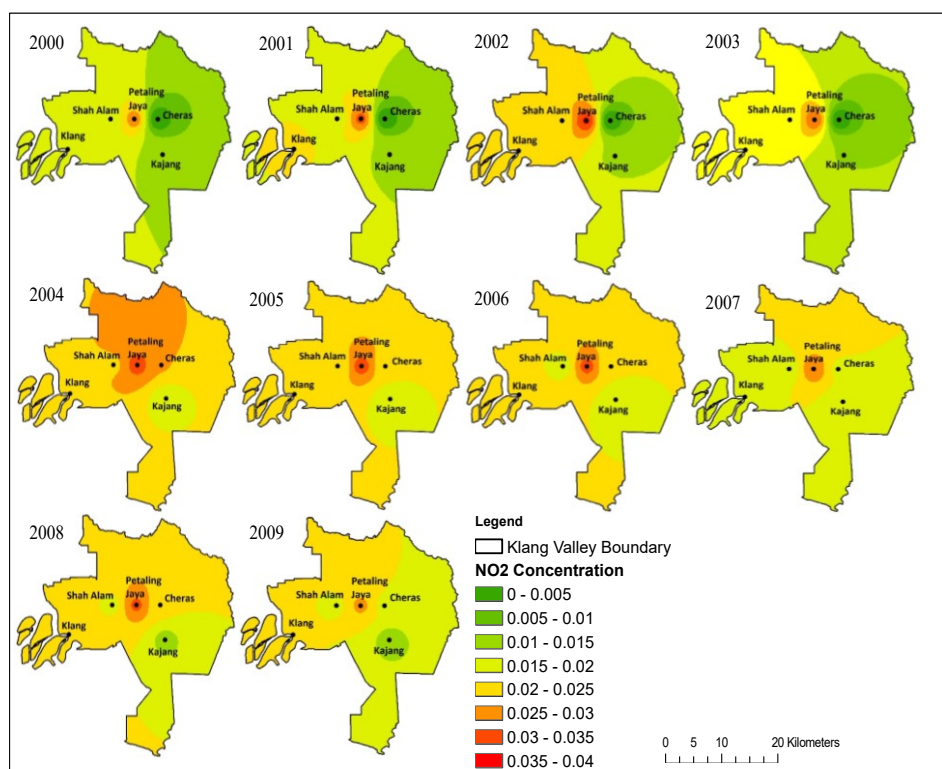 2000
Petaling
Jaya
Shah Alam
Cheras
Klang
Kajang
2001
Petaling
Jaya
Shah Alam
Cheras
Klang
Kajang
2002
Petaling
Jaya
Shah Alam
Cheras
Klang
Kajang
2003
Petaling
Jaya
Shah Alam
Cheras
Klang
Kajang
2004
Petaling
Jaya
Shah Alam
Cheras
Klang
Kajang
2005
Petaling
Jaya
Shah Alam
Cheras
Klang
Kajang
2006
Petaling
Jaya
Shah Alam
Cheras
Klang
Kajang
2007
Petaling
Jaya
Shah Alam
Cheras
Klang
Kajang
2008
Petaling
Jaya
Shah Alam
Cheras
Klang
Kajang
2009
Petaling
Jaya
Shah Alam
Cheras
Klang
Kajang
Legend
Klang Valley Boundary
NO2 Concentration
0 - 0.005
0.005 - 0.01
0.01 - 0.015
0.015 - 0.02
0.02 - 0.025
0.025 - 0.03
0.03 - 0.035
0.035 - 0.04
0 5 10 20 Kilometers